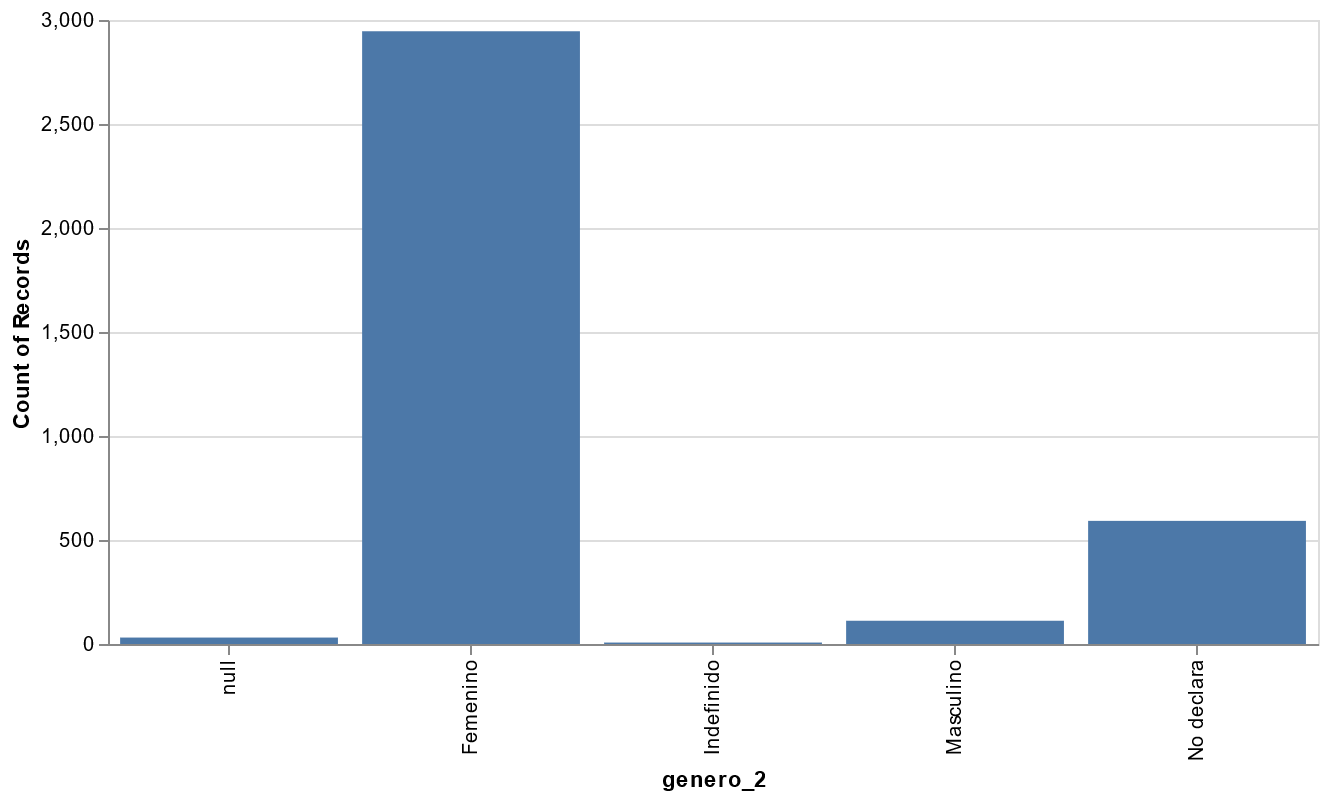 3,000
2,500
2,000
1,500
1,000
500
0
Count of Records
null
Femenino
Indefinido
Masculino
No declara
genero_2